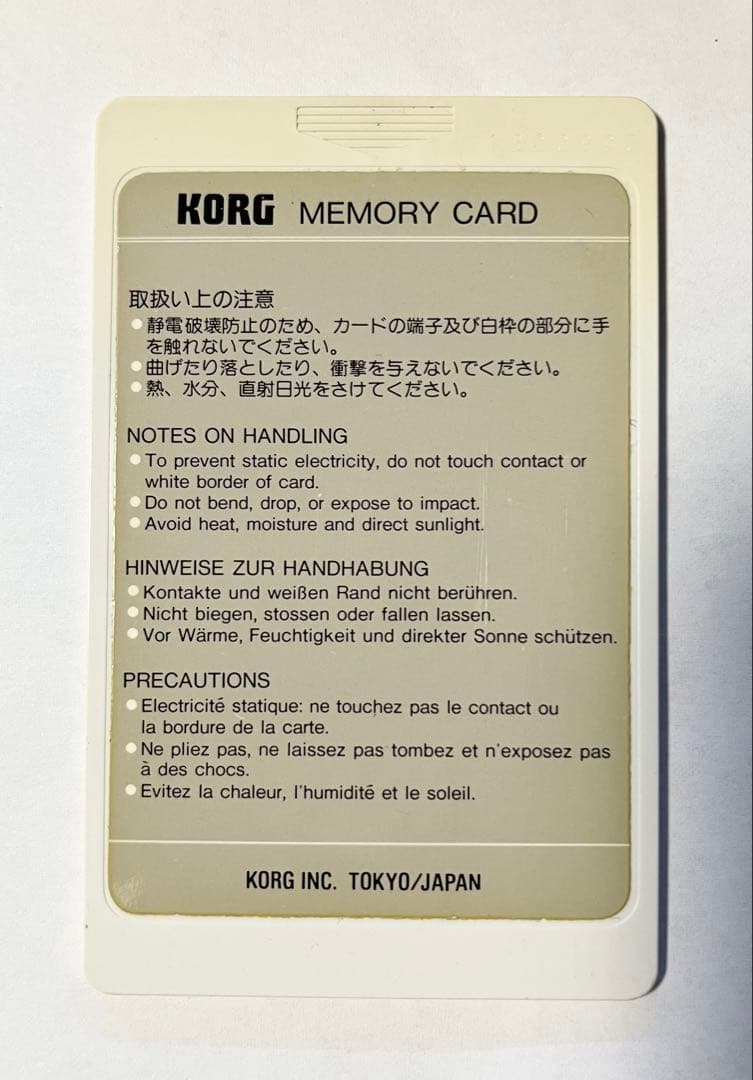 KORG MEMORY CARD
取扱い上の注意
●静電破壊防止のため、カードの端子及び白枠の部分に手
を触れないでください。
●曲げたり落としたり、衝撃を与えないでください。
●熱、水分、直射日光をさけてください。
NOTES ON HANDLING
●To prevent static electricity, do not touch contact or
white border of card.
●Do not bend, drop, or expose to impact.
●Avoid heat, moisture and direct sunlight.
HINWEISE ZUR HANDHABUNG
●Kontakte und weißen Rand nicht berühren.
●Nicht biegen, stossen oder fallen lassen.
●Vor Wärme, Feuchtigkeit und direkter Sonne schützen.
PRECAUTIONS
●Electricité statique: ne touchez pas le contact ou
la bordure de la carte.
●Ne pliez pas, ne laissez pas tombez et n'exposez pas
à des chocs.
●Evitez la chaleur, l'humidité et le soleil.
KORG INC. TOKYO/JAPAN